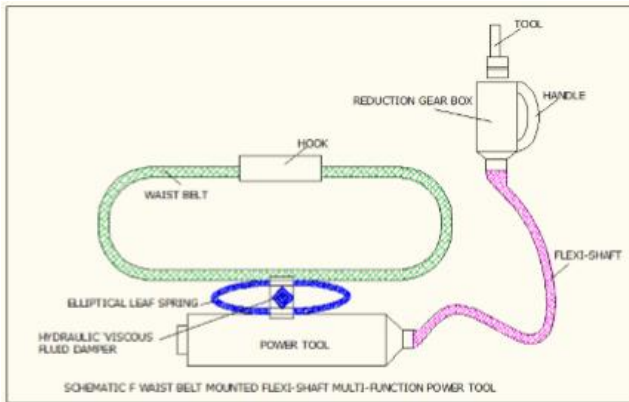 TOOL
REDUCTION GEAR BOX
HANDLE
HOOK
WAIST BELT
FLEXI-SHAFT
ELLIPTICAL LEAF SPRING
HYDRAULIC VISCOUS
FLUID DAMPER
POWER TOOL
SCHEMATIC F WAIST BELT MOUNTED FLEXI-SHAFT MULTI-FUNCTION POWER TOOL